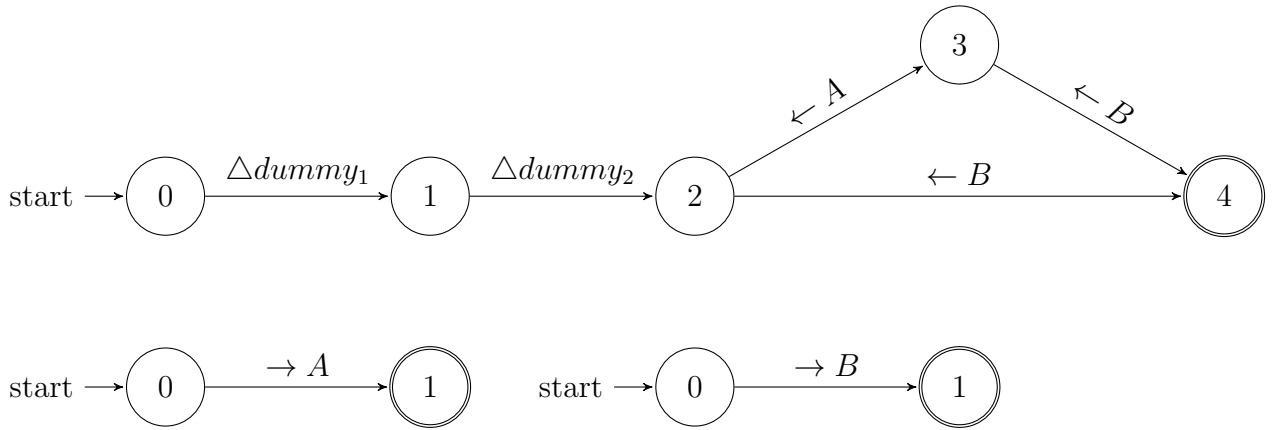 3
← A
← B
△dummy₁
△dummy₂
← B
start
0
1
2
4
→ A
→ B
start
0
1
start
0
1